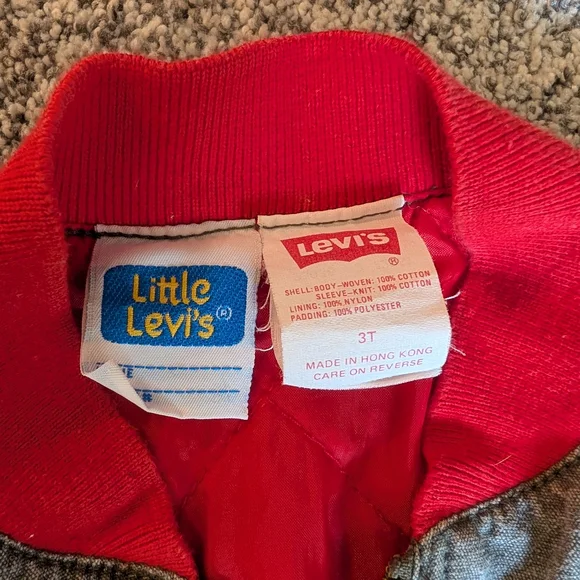 Little
Levi's®
#
LEVI'S
®
SHELL: BODY-WOVEN: 100% COTTON
SLEEVE-KNIT: 100% COTTON
LINING: 100% NYLON
PADDING: 100% POLYESTER
3T
MADE IN HONG KONG
CARE ON REVERSE